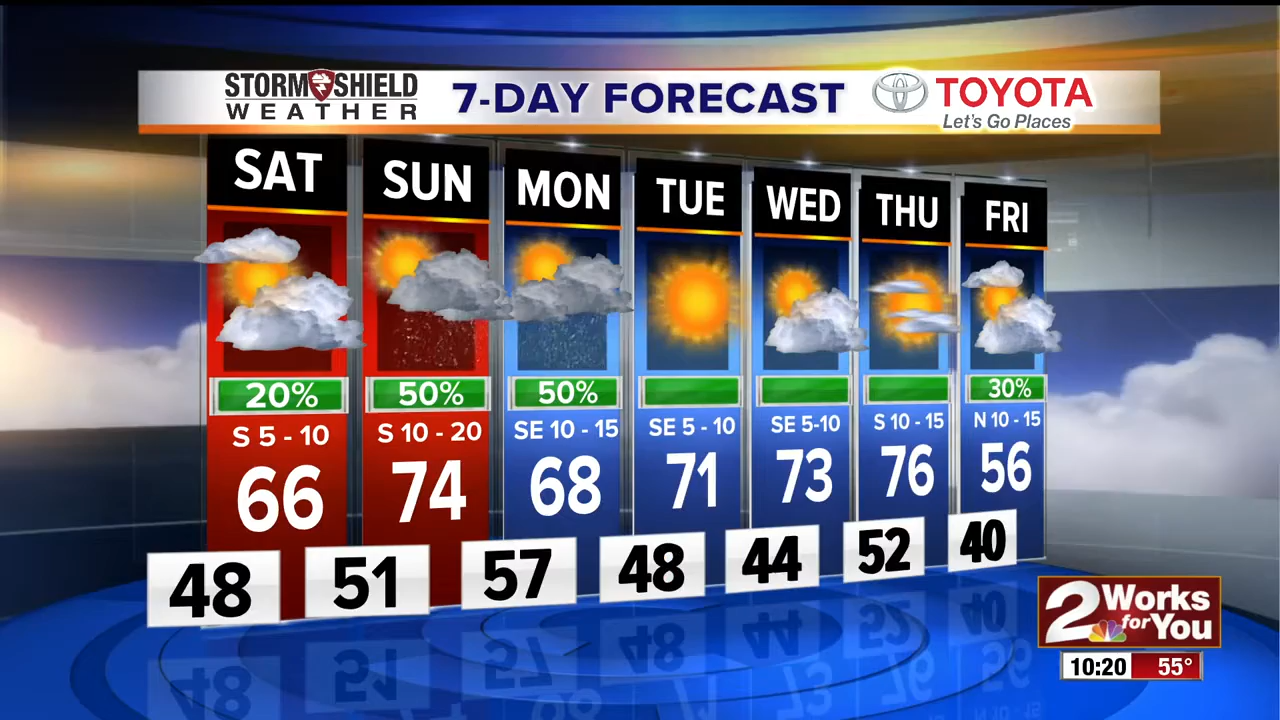 STORM SHIELD
WEATHER
7-DAY FORECAST
TOYOTA
Let's Go Places
SAT
SUN
MON
TUE
WED
THU
FRI
20%
50%
50%
30%
S 5 - 10
S 10 - 20
SE 10 - 15
SE 5 - 10
SE 5-10
S 10 - 15
N 10 - 15
66
74
68
71
73
76
56
48
51
57
48
44
52
40
2 Works
for You
10:20
55°